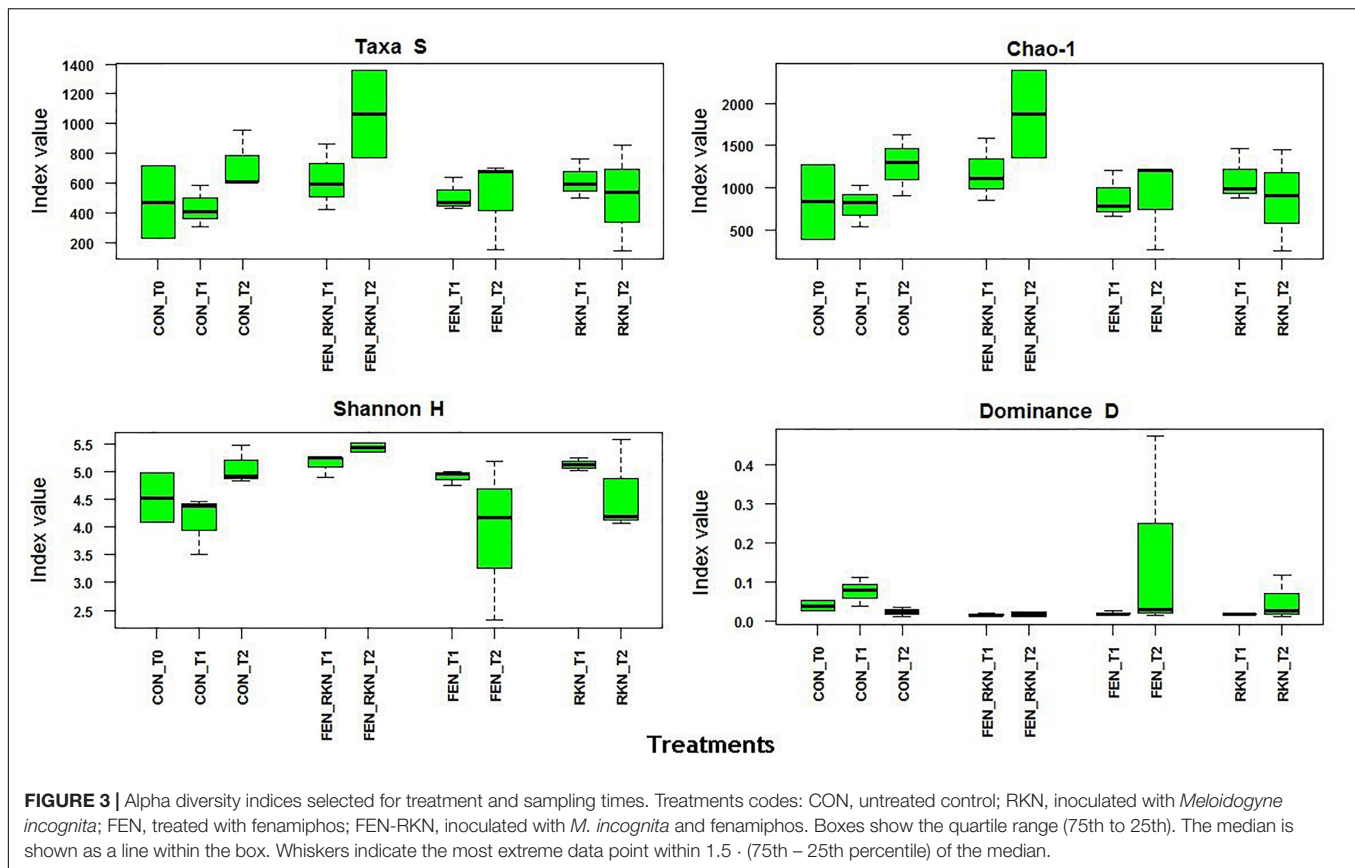 Taxa S
Index value
1400
1200
1000
800
600
400
200
CON_T0
CON_T1
CON_T2
FEN_RKN_T1
FEN_RKN_T2
FEN_T1
FEN_T2
RKN_T1
RKN_T2
Chao-1
Index value
2000
1500
1000
500
CON_T0
CON_T1
CON_T2
FEN_RKN_T1
FEN_RKN_T2
FEN_T1
FEN_T2
RKN_T1
RKN_T2
Shannon H
Index value
5.5
5.0
4.5
4.0
3.5
3.0
2.5
CON_T0
CON_T1
CON_T2
FEN_RKN_T1
FEN_RKN_T2
FEN_T1
FEN_T2
RKN_T1
RKN_T2
Dominance D
Index value
0.4
0.3
0.2
0.1
0.0
CON_T0
CON_T1
CON_T2
FEN_RKN_T1
FEN_RKN_T2
FEN_T1
FEN_T2
RKN_T1
RKN_T2
Treatments
FIGURE 3 | Alpha diversity indices selected for treatment and sampling times. Treatments codes: CON, untreated control; RKN, inoculated with Meloidogyne
incognita; FEN, treated with fenamiphos; FEN-RKN, inoculated with M. incognita and fenamiphos. Boxes show the quartile range (75th to 25th). The median is
shown as a line within the box. Whiskers indicate the most extreme data point within 1.5 · (75th – 25th percentile) of the median.